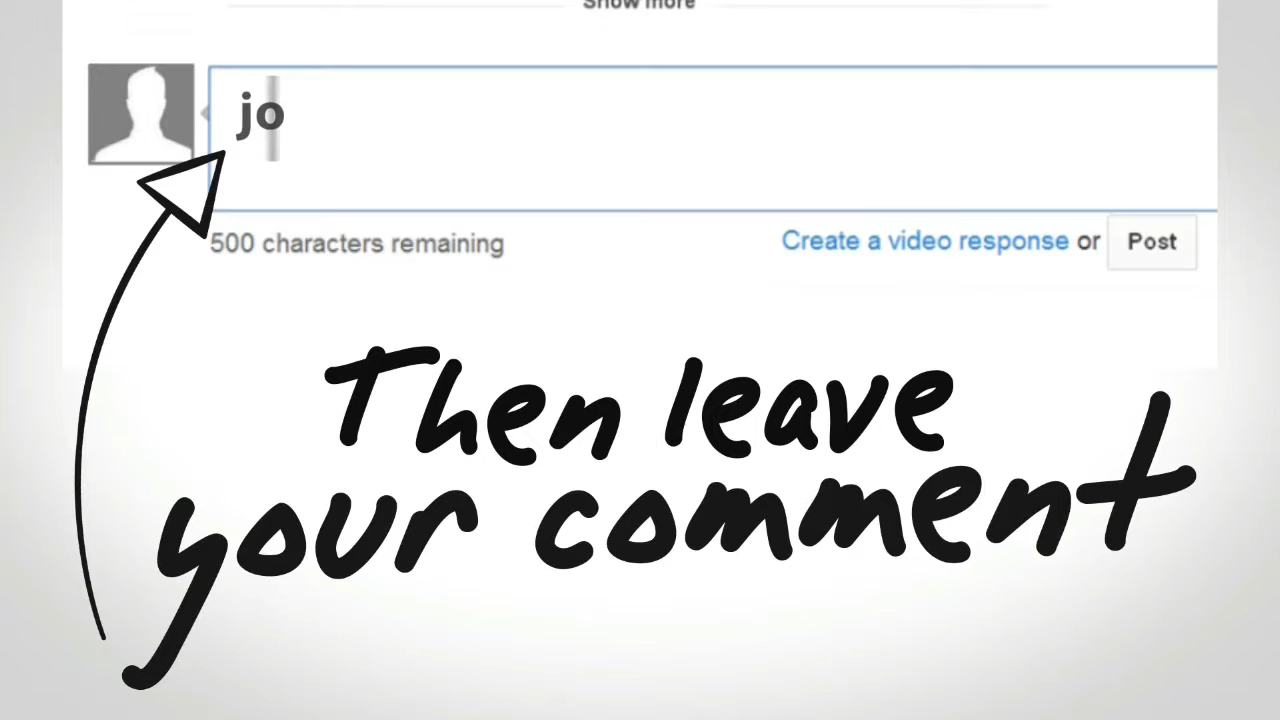 Show more
jo
500 characters remaining
Create a video response or Post
Then leave
your comment